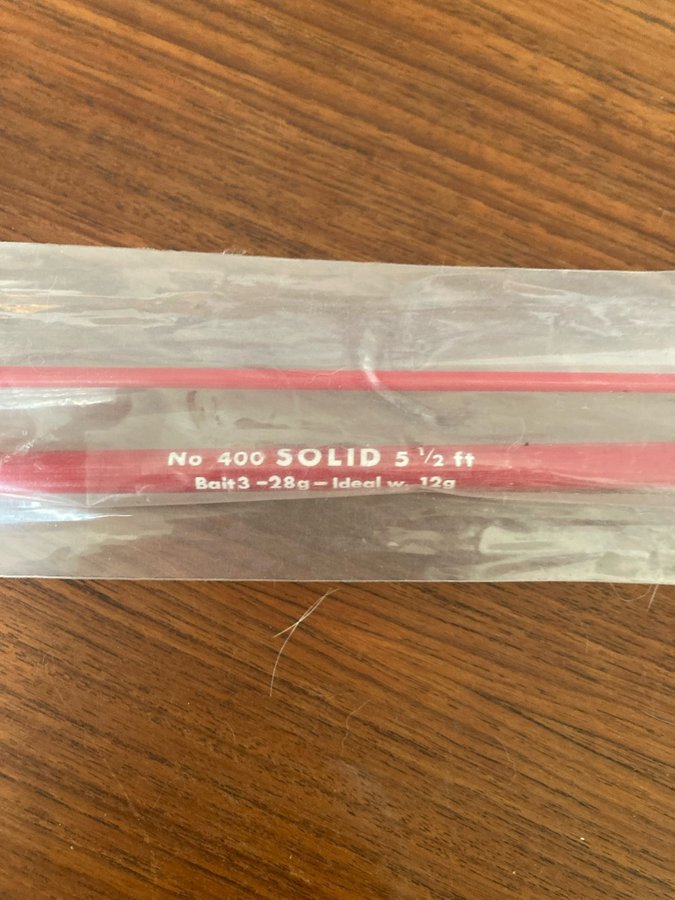 No 400 SOLID 5 1/2 ft
Bait 3 -28g - Ideal w. 12g